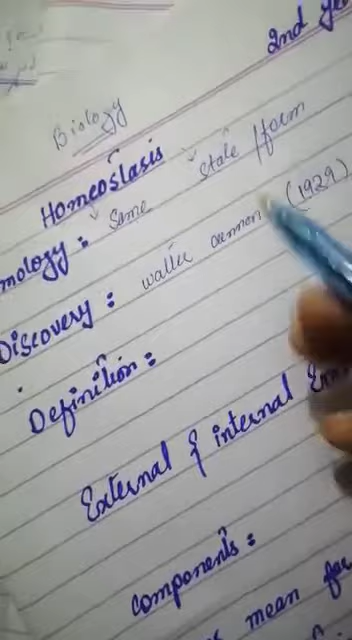 2nd
Biology
Homeostasis
same state / form
mology:
Discovery: walter cannon (1929)
Definition:
External & internal
components:
mean